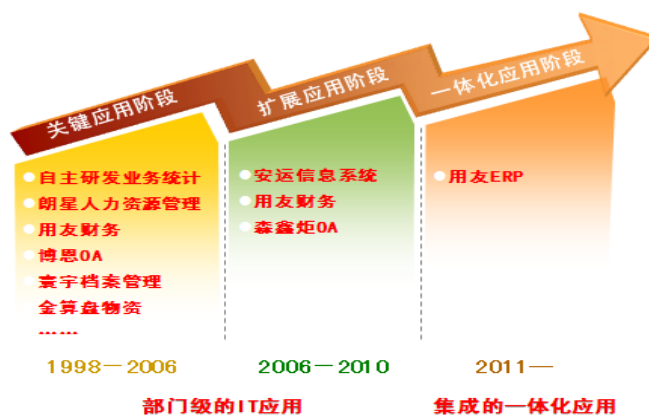 关键应用阶段
扩展应用阶段
一体化应用阶段
自主研发业务统计
朗星人力资源管理
用友财务
博恩OA
寰宇档案管理
金算盘物资
……
安运信息系统
用友财务
森鑫炬OA
用友ERP
1998－2006
2006－2010
2011—
部门级的IT应用
集成的一体化应用